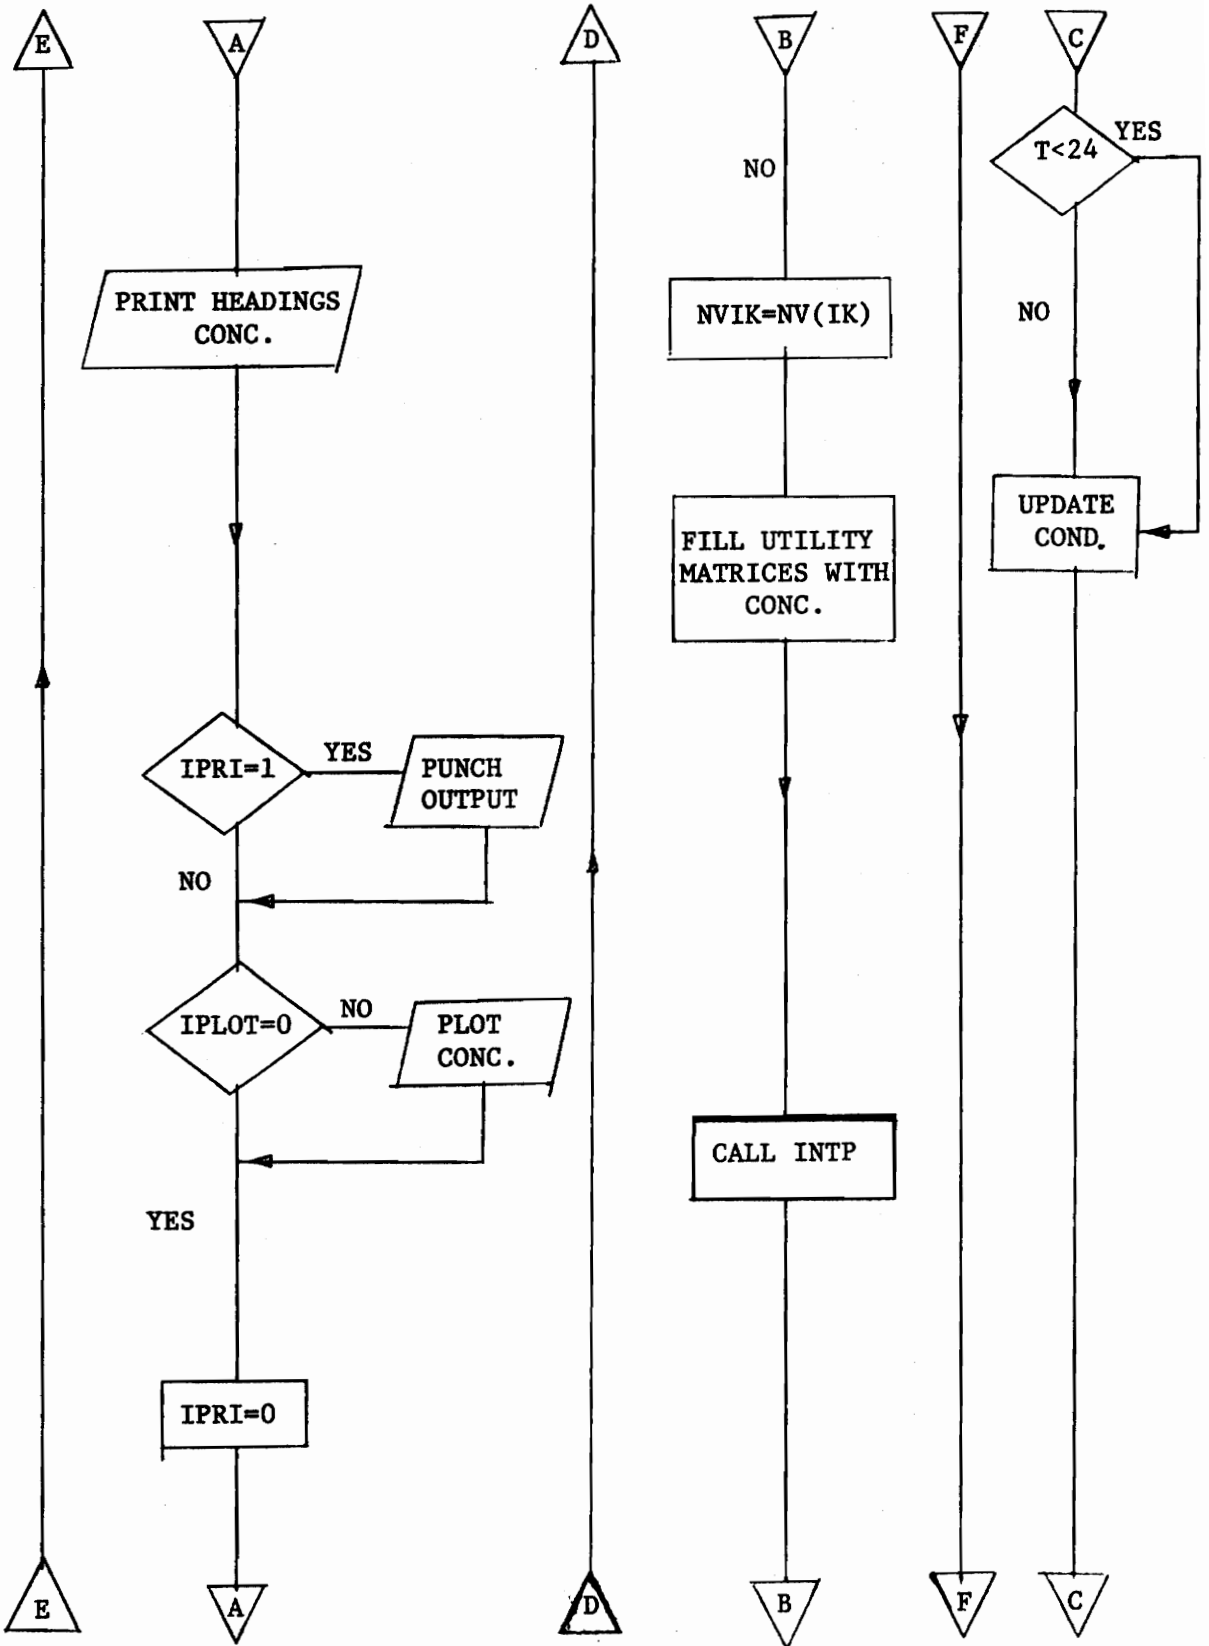 E
A
D
B
F
C
T<24
YES
NO
PRINT HEADINGS
CONC.
NVIK=NV(IK)
NO
UPDATE
COND.
FILL UTILITY
MATRICES WITH
CONC.
IPRI=1
YES
PUNCH
OUTPUT
NO
IPLOT=0
NO
PLOT
CONC.
CALL INTP
YES
IPRI=0
E
A
D
B
F
C